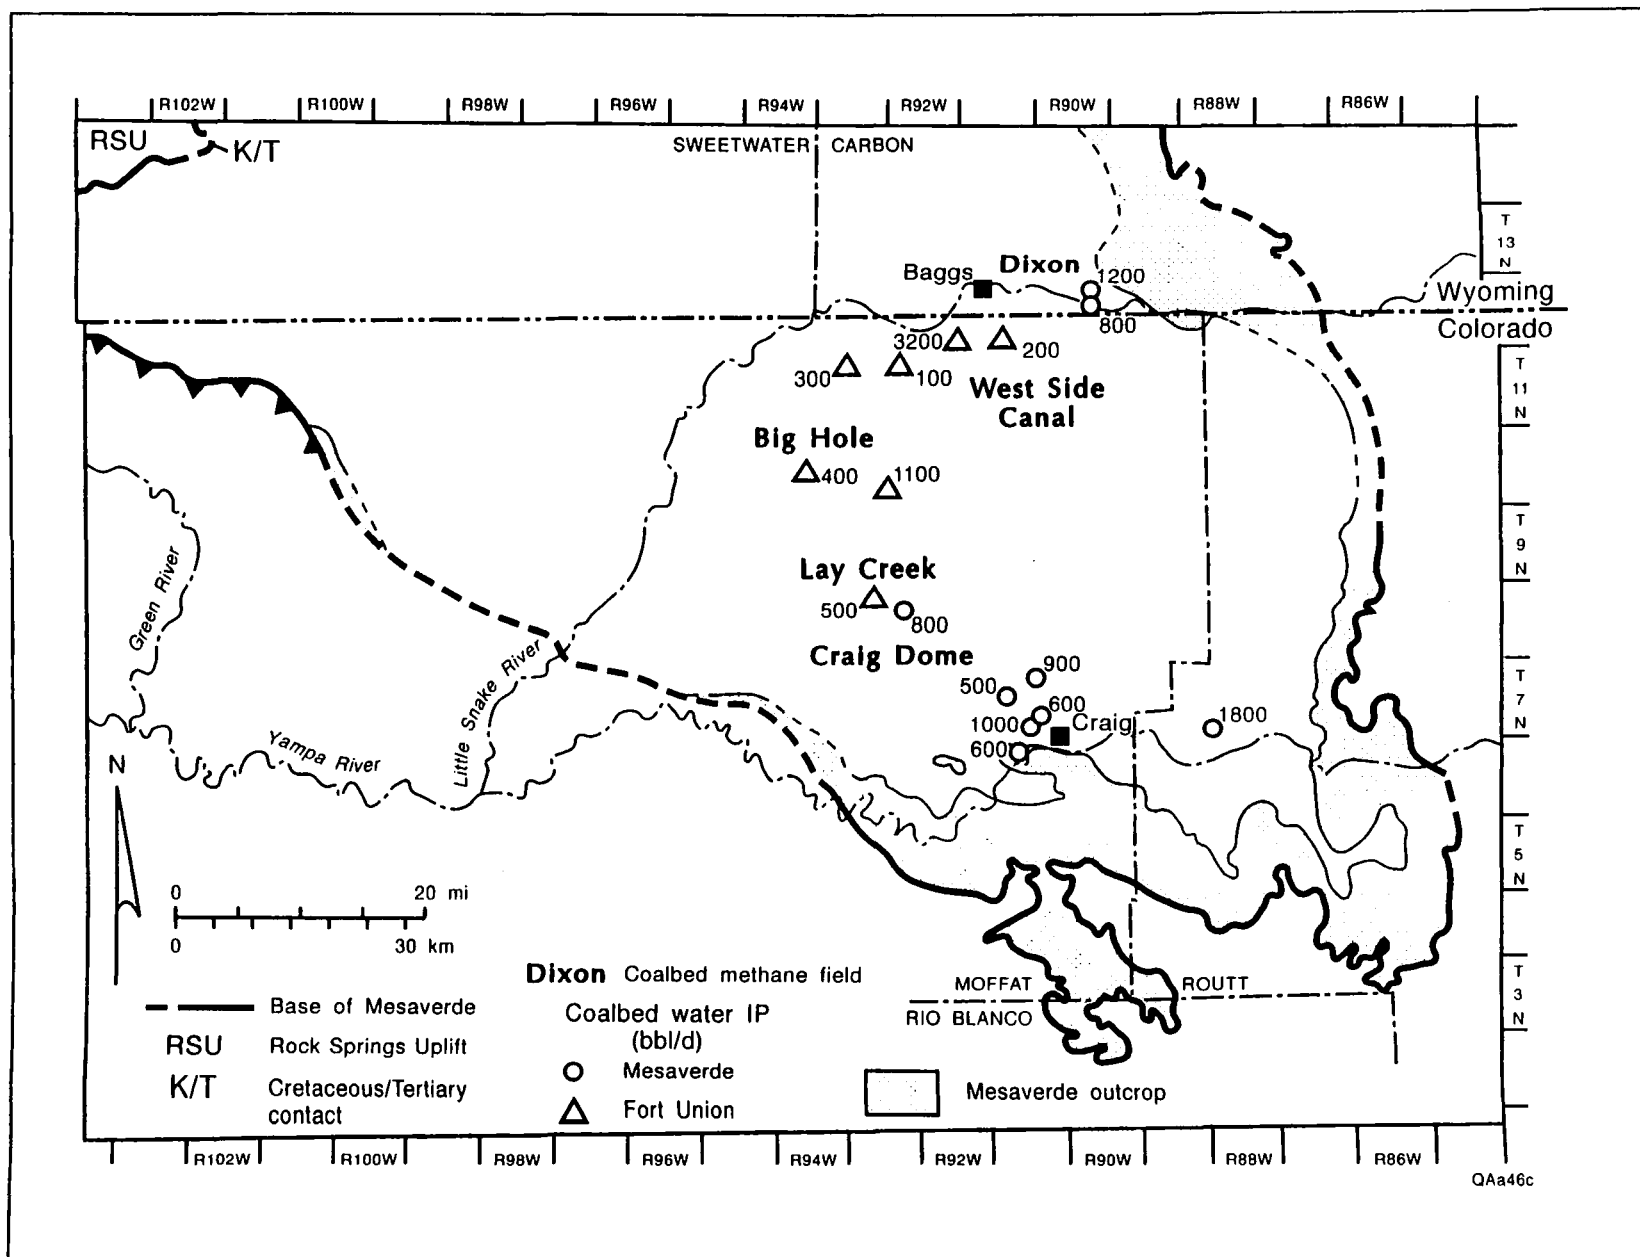 R102W R100W R98W R96W R94W R92W R90W R88W R86W
RSU
K/T
SWEETWATER CARBON
T
13
N
Baggs
Dixon
1200
800
Wyoming
Colorado
3200
200
300
100
West Side
Canal
T
11
N
Big Hole
400
1100
T
9
N
Green River
Lay Creek
500
800
Craig Dome
Little Snake River
900
500
600
1000
Craig
600
1800
T
7
N
Yampa River
N
T
5
N
0 20 mi
0 30 km
MOFFAT ROUTT
RIO BLANCO
T
3
N
Dixon Coalbed methane field
Base of Mesaverde
Coalbed water IP
(bbl/d)
RSU Rock Springs Uplift
Mesaverde
K/T Cretaceous/Tertiary
contact
Fort Union
Mesaverde outcrop
R102W R100W R98W R96W R94W R92W R90W R88W R86W
QAa46c